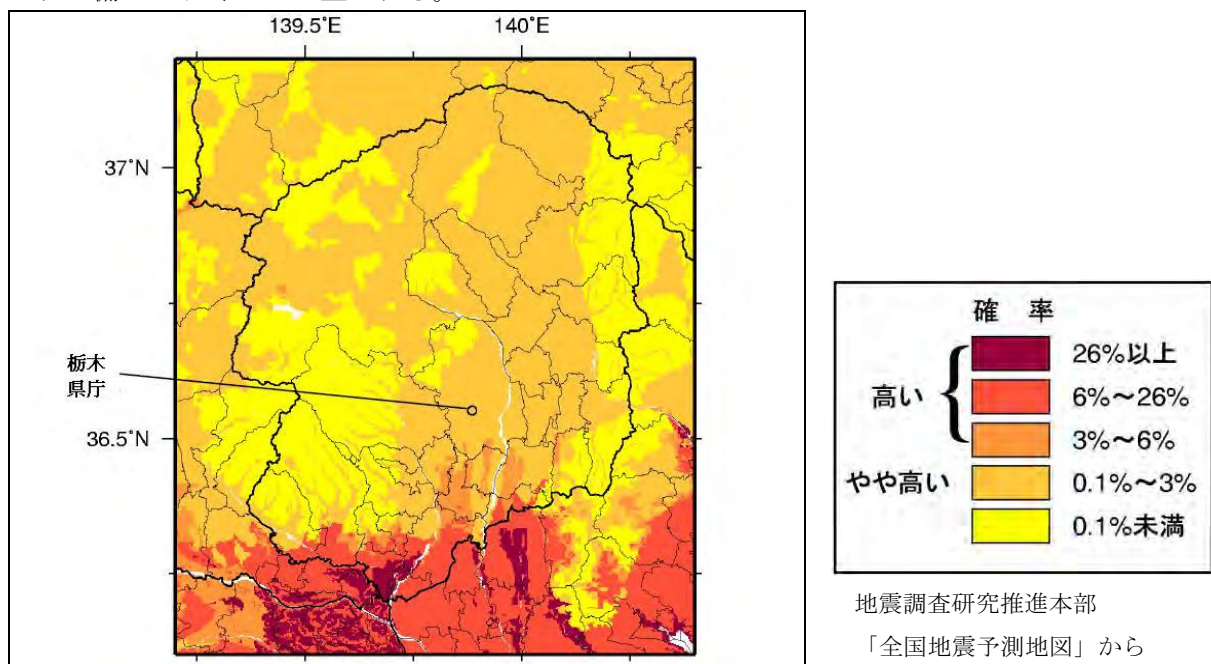 139.5˚E
140˚E
37˚N
36.5˚N
栃木
県庁
確 率
高い
やや高い
26%以上
6%～26%
3%～6%
0.1%～3%
0.1%未満
地震調査研究推進本部
「全国地震予測地図」から